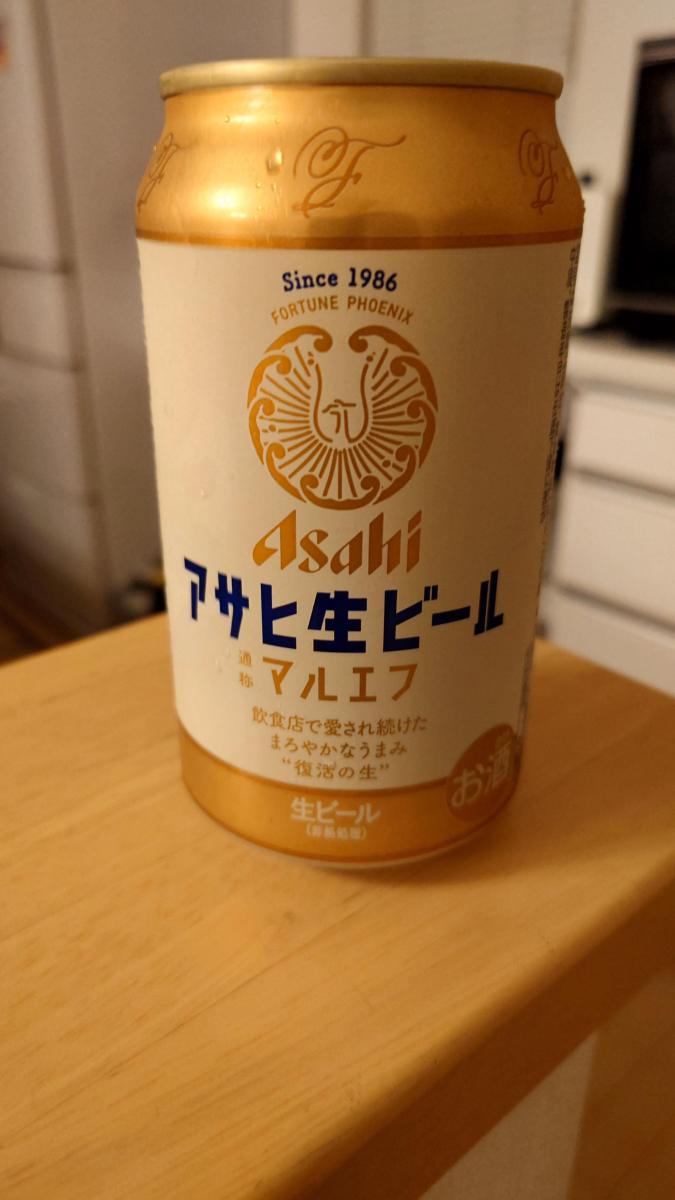 F
Since 1986
FORTUNE PHOENIX
Asahi
アサヒ生ビール
通称 マルエフ
飲食店で愛され続けた
まろやかなうまみ
“復活の生”
お酒
生ビール
(非熱処理)